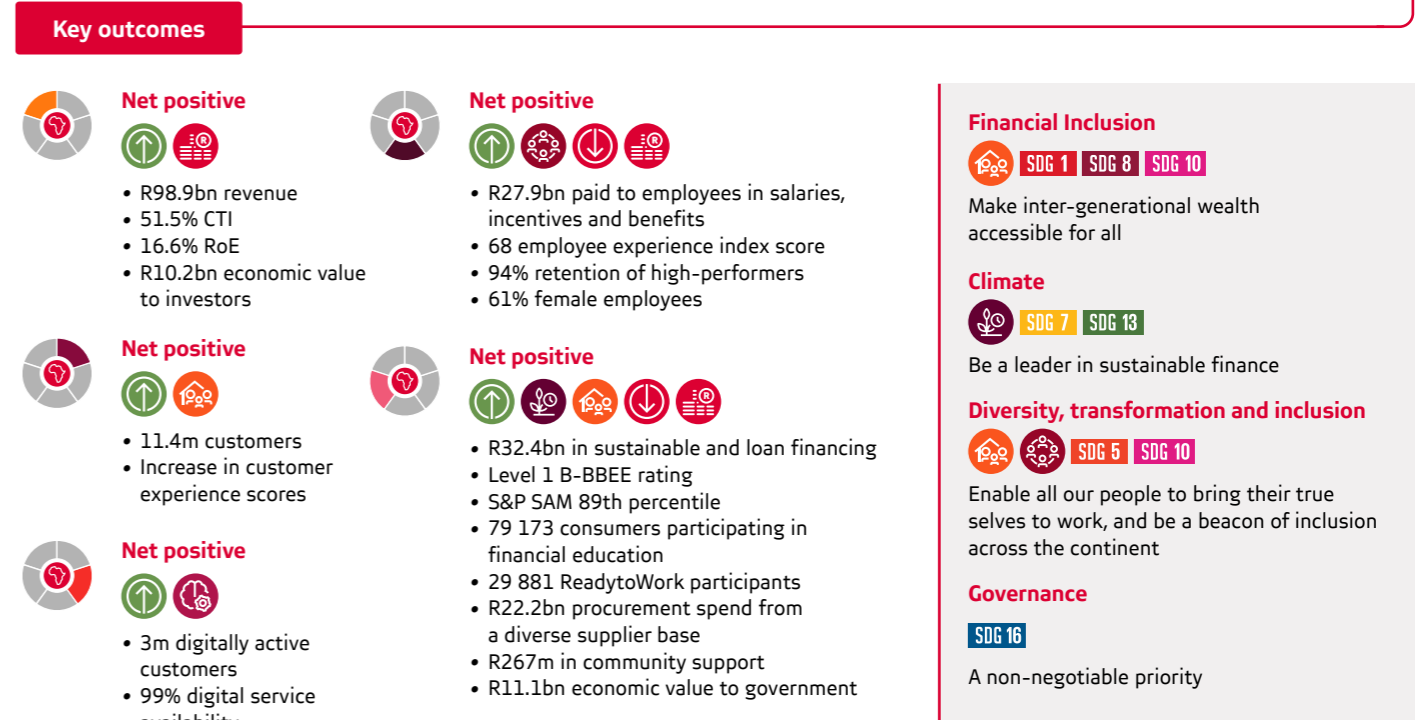 Key outcomes
Net positive
• R98.9bn revenue
• 51.5% CTI
• 16.6% RoE
• R10.2bn economic value
to investors
Net positive
• 11.4m customers
• Increase in customer
experience scores
Net positive
• 3m digitally active
customers
• 99% digital service
Net positive
• R27.9bn paid to employees in salaries,
incentives and benefits
• 68 employee experience index score
• 94% retention of high-performers
• 61% female employees
Net positive
• R32.4bn in sustainable and loan financing
• Level 1 B-BBEE rating
• S&P SAM 89th percentile
• 79 173 consumers participating in
financial education
• 29 881 ReadytoWork participants
• R22.2bn procurement spend from
a diverse supplier base
• R267m in community support
• R11.1bn economic value to government
Financial Inclusion
SDG 1 SDG 8 SDG 10
Make inter-generational wealth
accessible for all
Climate
SDG 7 SDG 13
Be a leader in sustainable finance
Diversity, transformation and inclusion
SDG 5 SDG 10
Enable all our people to bring their true
selves to work, and be a beacon of inclusion
across the continent
Governance
SDG 16
A non-negotiable priority